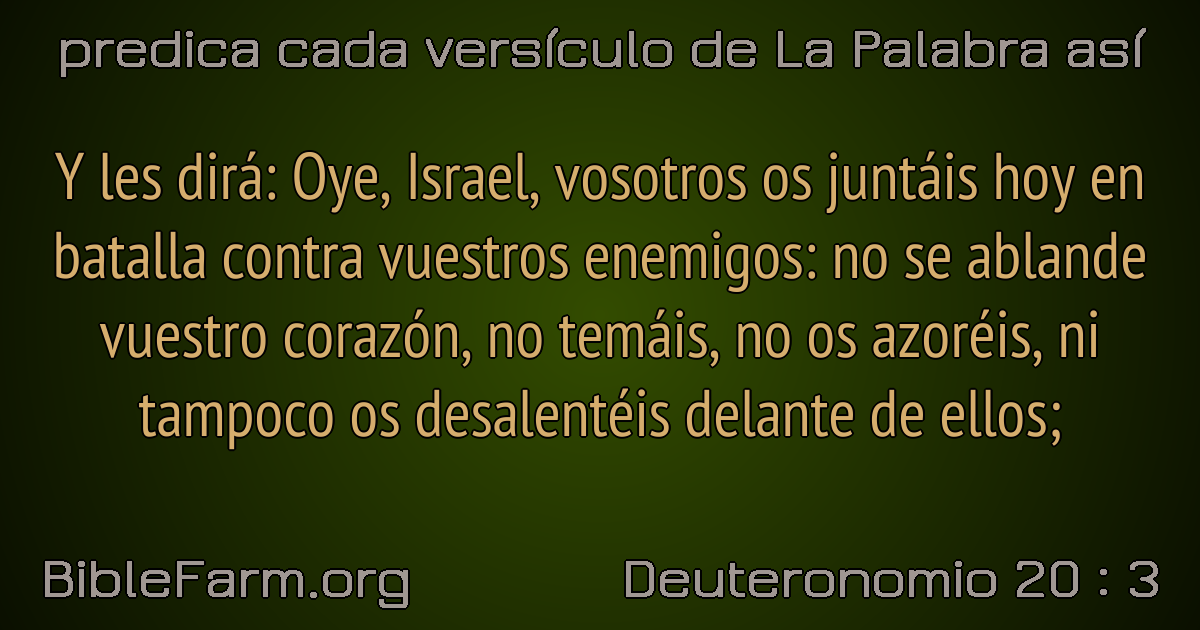 predica cada versículo de La Palabra así
Y les dirá: Oye, Israel, vosotros os juntáis hoy en
batalla contra vuestros enemigos: no se ablande
vuestro corazón, no temáis, no os azoréis, ni
tampoco os desalentéis delante de ellos;
BibleFarm.org
Deuteronomio 20 : 3